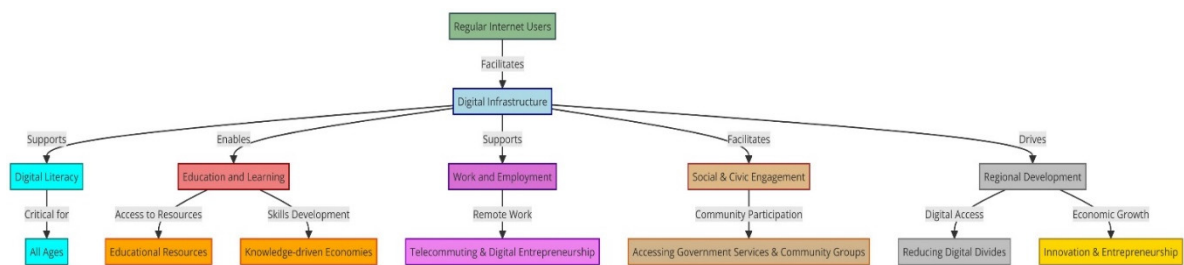 Regular Internet Users
Facilitates
Digital Infrastructure
Supports
Enables
Supports
Facilitates
Drives
Digital Literacy
Education and Learning
Work and Employment
Social & Civic Engagement
Regional Development
Critical for
Access to Resources
Skills Development
Remote Work
Community Participation
Digital Access
Economic Growth
All Ages
Educational Resources
Knowledge-driven Economies
Telecommuting & Digital Entrepreneurship
Accessing Government Services & Community Groups
Reducing Digital Divides
Innovation & Entrepreneurship